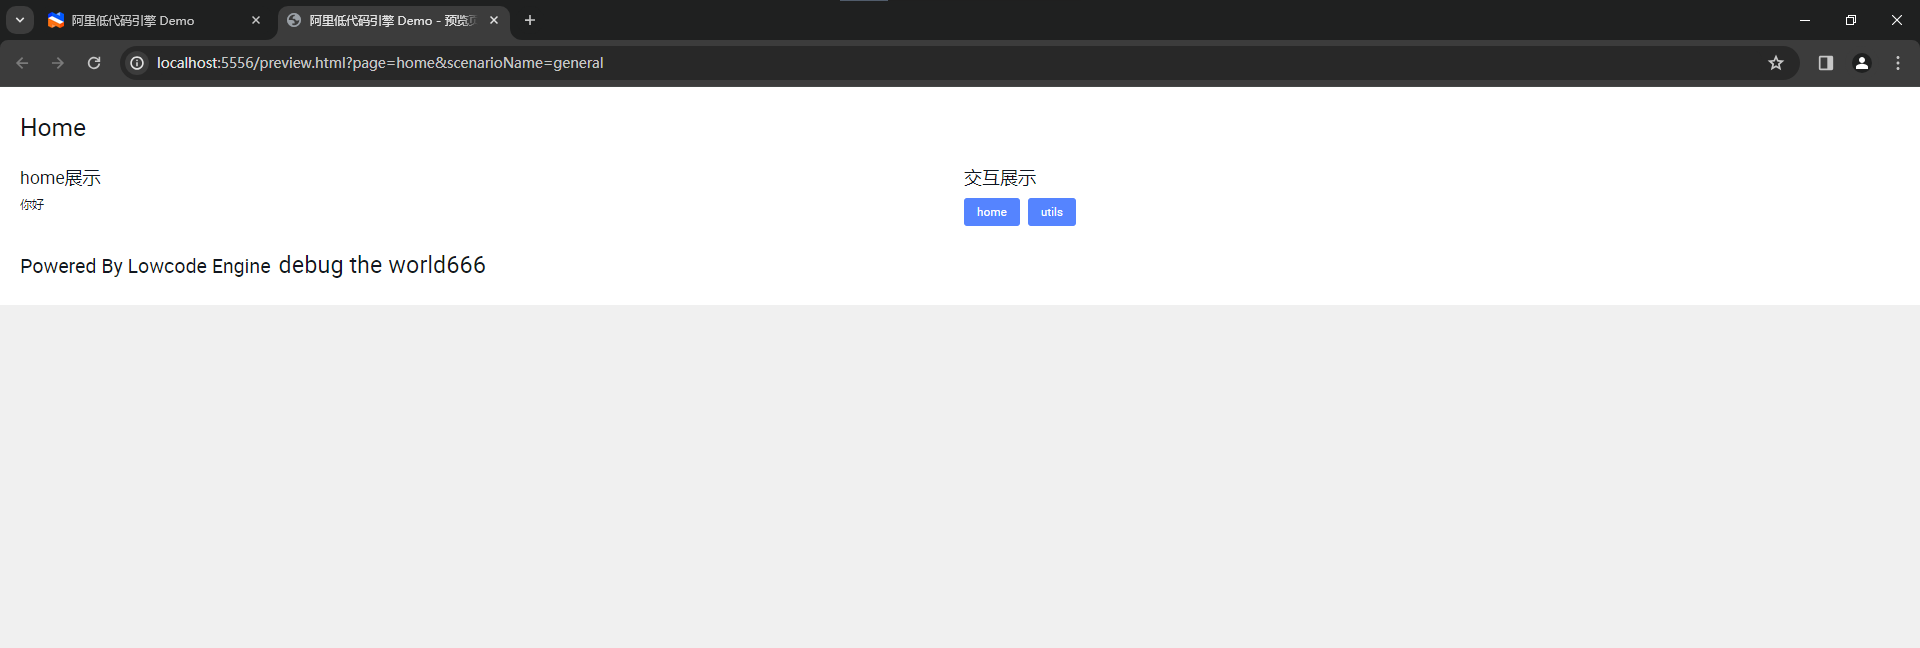 阿里低代码引擎 Demo
阿里低代码引擎 Demo - 预览
localhost:5556/preview.html?page=home&scenarioName=general
Home
home展示
你好
交互展示
home
utils
Powered By Lowcode Engine debug the world666